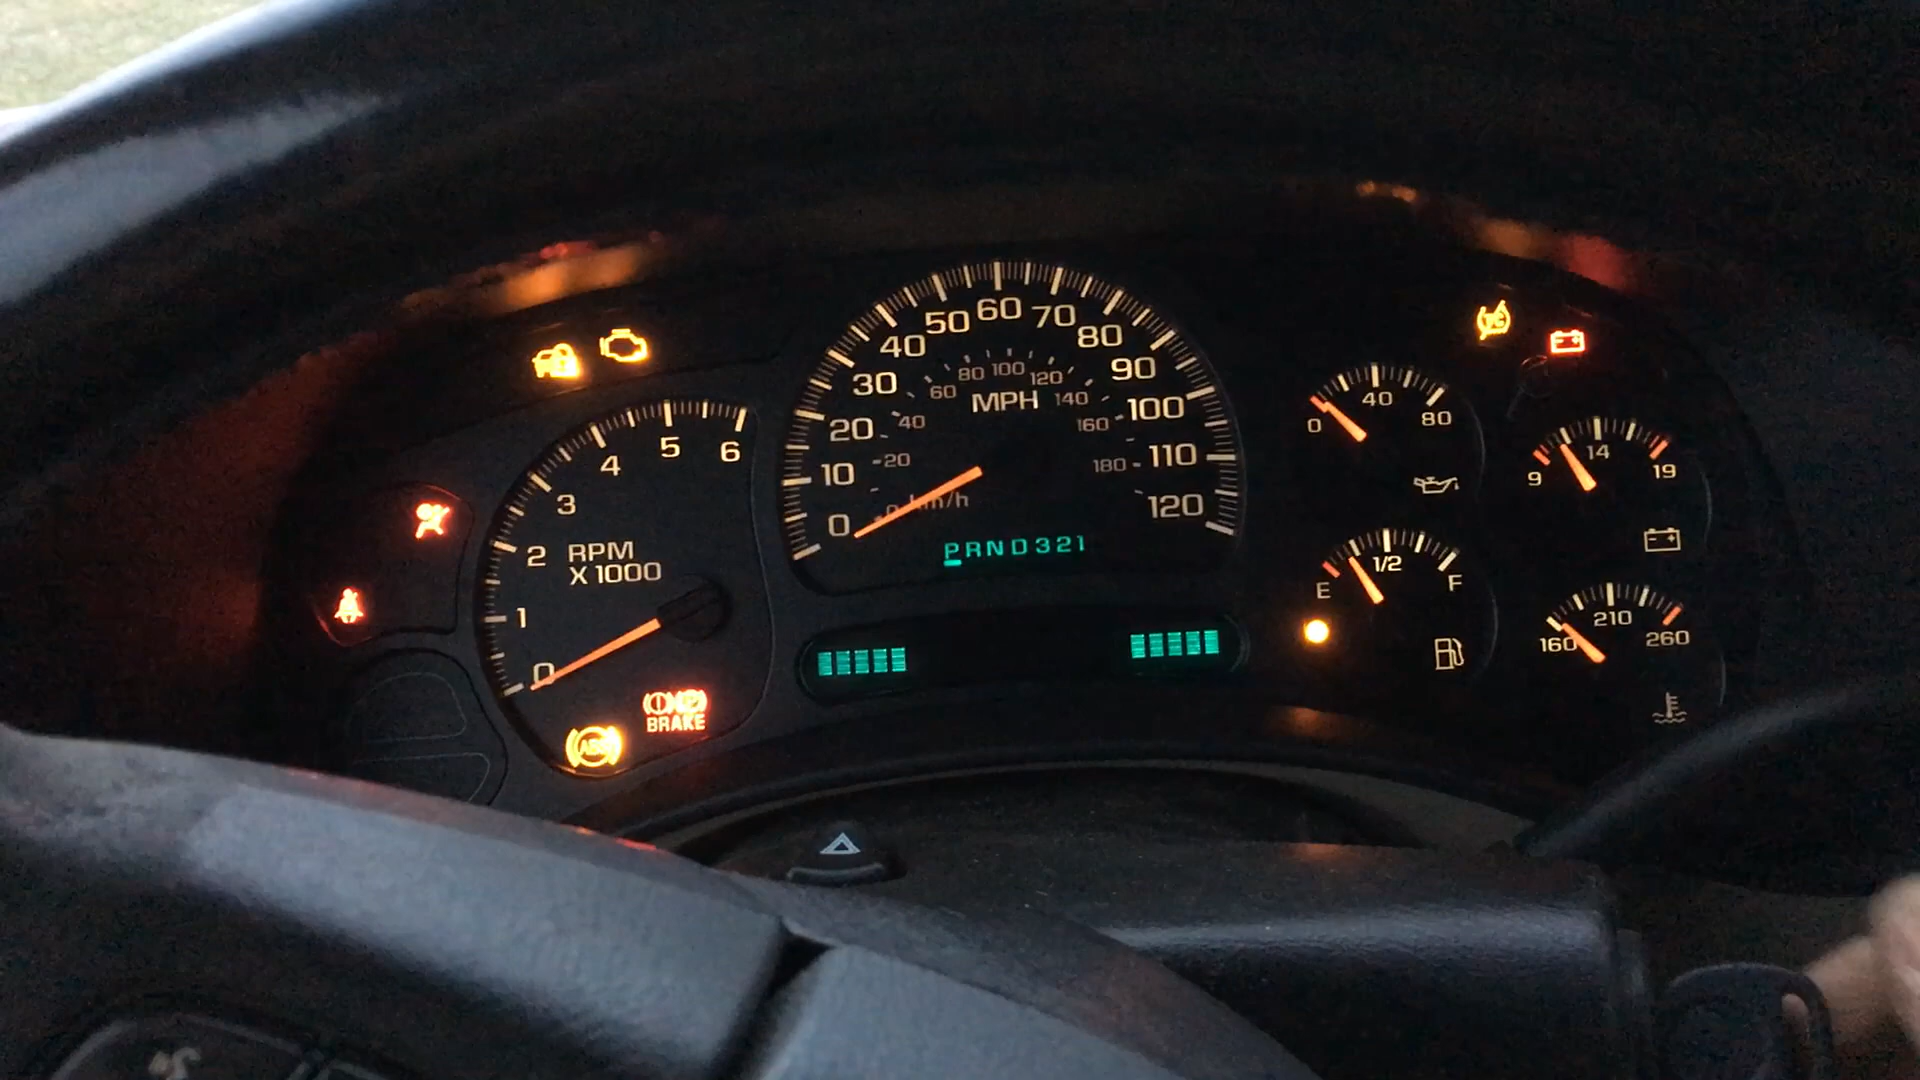 0 10 20 30 40 50 60 70 80 90 100 110 120
MPH
0 20 40 60 80 100 120 140 160 180
km/h
PRND321
0 1 2 3 4 5 6
RPM
X1000
ABS
BRAKE
TC
0 40 80
9 14 19
E 1/2 F
160 210 260